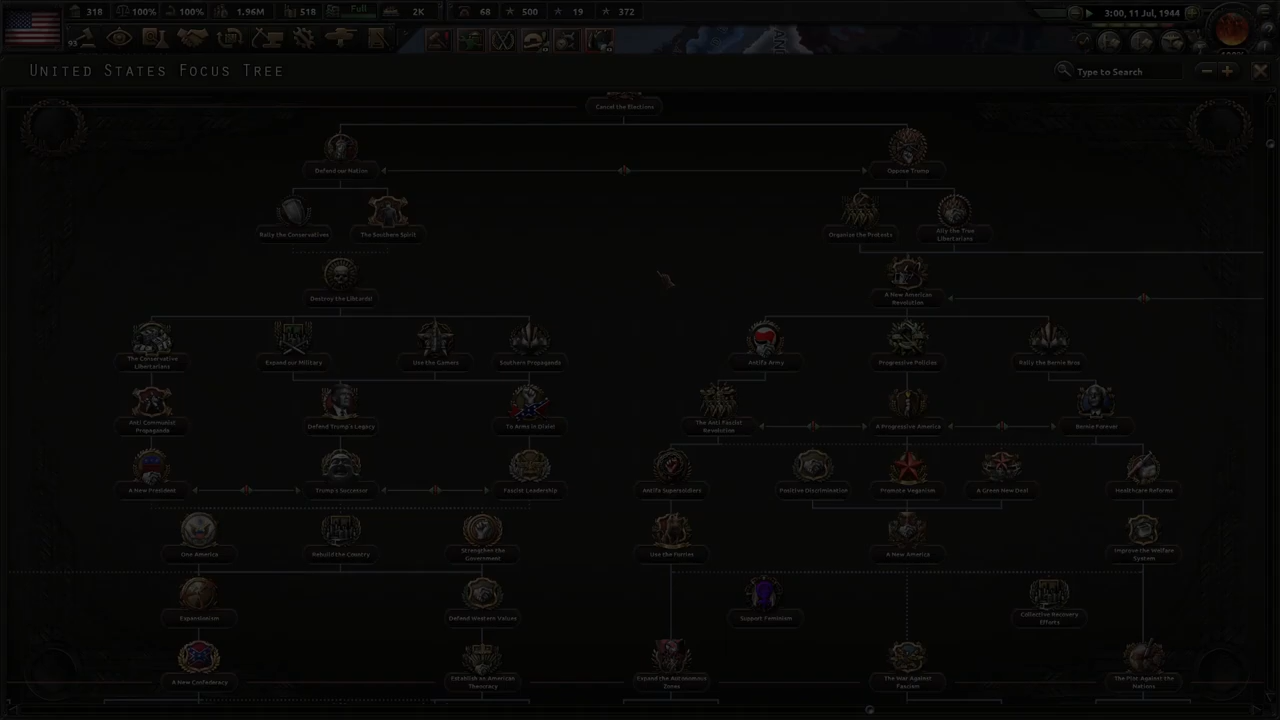 318 100% 100% 1.96M 518 Full 2K 68 500 19 372 3:00, 11 Jul, 1944
93
United States Focus Tree
Type to Search
Cancel the Elections
Defend our Nation
Oppose Trump
Rally the Conservatives
The Southern Spirit
Organize the Protests
Ally the True Libertarians
Destroy the Libtards!
A New American Revolution
The Conservative Libertarians
Expand our Military
Use the Gamers
Southern Propaganda
Antifa Army
Progressive Policies
Rally the Bernie Bros
Anti Communist Propaganda
Defend Trump's Legacy
To Arms in Dixie!
The Anti Fascist Revolution
A Progressive America
Bernie Forever
A New President
Trump's Successor
Fascist Leadership
Antifa Supersoldiers
Positive Discrimination
Promote Veganism
A Green New Deal
Healthcare Reforms
One America
Rebuild the Country
Strengthen the Government
Use the Furries
A New America
Improve the Welfare System
Expansionism
Defend Western Values
Support Feminism
Collective Recovery Efforts
A New Confederacy
Establish an American Theocracy
Expand the Autonomous Zones
The War Against Fascism
The Plot Against the Nations